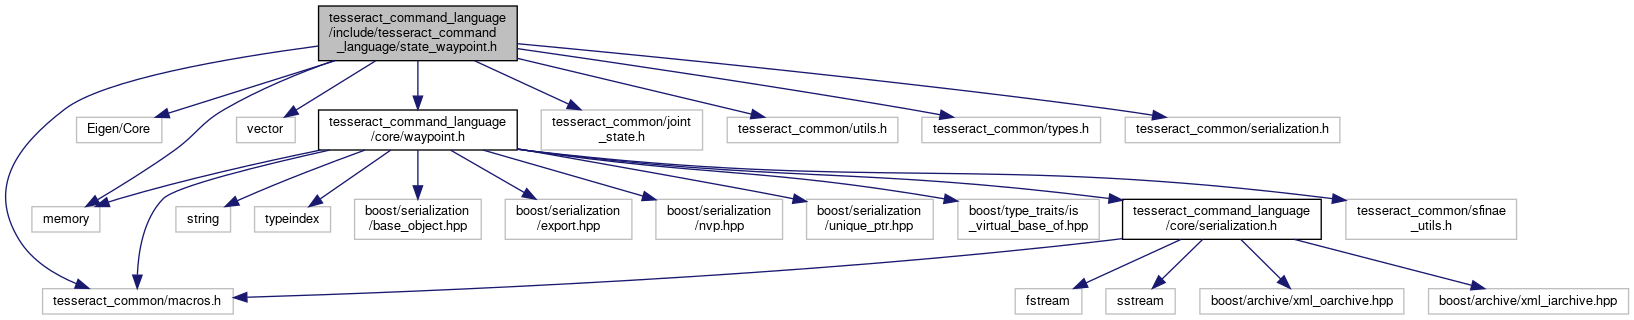 tesseract_command_language
/include/tesseract_command
_language/state_waypoint.h
Eigen/Core
vector
tesseract_command_language
/core/waypoint.h
tesseract_common/joint
_state.h
tesseract_common/utils.h
tesseract_common/types.h
tesseract_common/serialization.h
memory
string
typeindex
boost/serialization
/base_object.hpp
boost/serialization
/export.hpp
boost/serialization
/nvp.hpp
boost/serialization
/unique_ptr.hpp
boost/type_traits/is
_virtual_base_of.hpp
tesseract_command_language
/core/serialization.h
tesseract_common/sfinae
_utils.h
tesseract_common/macros.h
fstream
sstream
boost/archive/xml_oarchive.hpp
boost/archive/xml_iarchive.hpp